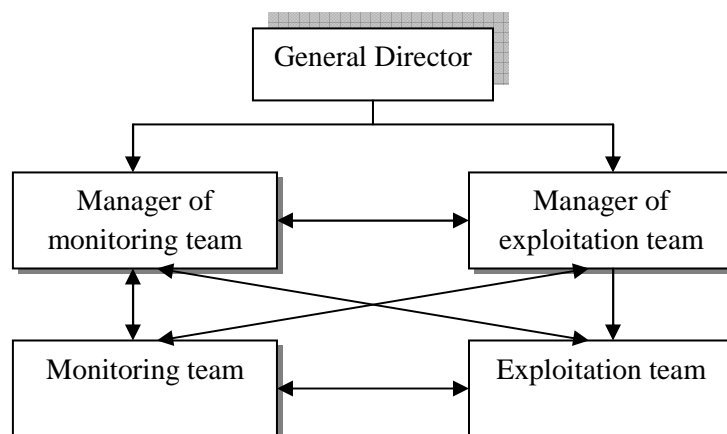 General Director
Manager of
monitoring team
Manager of
exploitation team
Monitoring team
Exploitation team